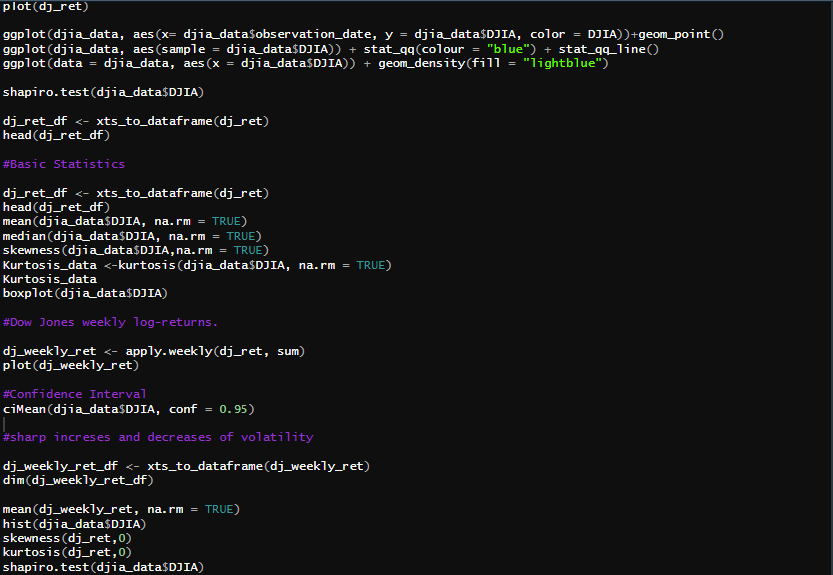 plot(dj_ret)
ggplot(djia_data, aes(x= djia_data$observation_date, y = djia_data$DJIA, color = DJIA))+geom_point()
ggplot(djia_data, aes(sample = djia_data$DJIA)) + stat_qq(colour = "blue") + stat_qq_line()
ggplot(data = djia_data, aes(x = djia_data$DJIA)) + geom_density(fill = "lightblue")
shapiro.test(djia_data$DJIA)
dj_ret_df <- xts_to_dataframe(dj_ret)
head(dj_ret_df)
#Basic Statistics
dj_ret_df <- xts_to_dataframe(dj_ret)
head(dj_ret_df)
mean(djia_data$DJIA, na.rm = TRUE)
median(djia_data$DJIA, na.rm = TRUE)
skewness(djia_data$DJIA,na.rm = TRUE)
Kurtosis_data <-kurtosis(djia_data$DJIA, na.rm = TRUE)
Kurtosis_data
boxplot(djia_data$DJIA)
#Dow Jones weekly log-returns.
dj_weekly_ret <- apply.weekly(dj_ret, sum)
plot(dj_weekly_ret)
#Confidence Interval
ciMean(djia_data$DJIA, conf = 0.95)
#sharp increses and decreases of volatility
dj_weekly_ret_df <- xts_to_dataframe(dj_weekly_ret)
dim(dj_weekly_ret_df)
mean(dj_weekly_ret, na.rm = TRUE)
hist(djia_data$DJIA)
skewness(dj_ret,0)
kurtosis(dj_ret,0)
shapiro.test(djia_data$DJIA)